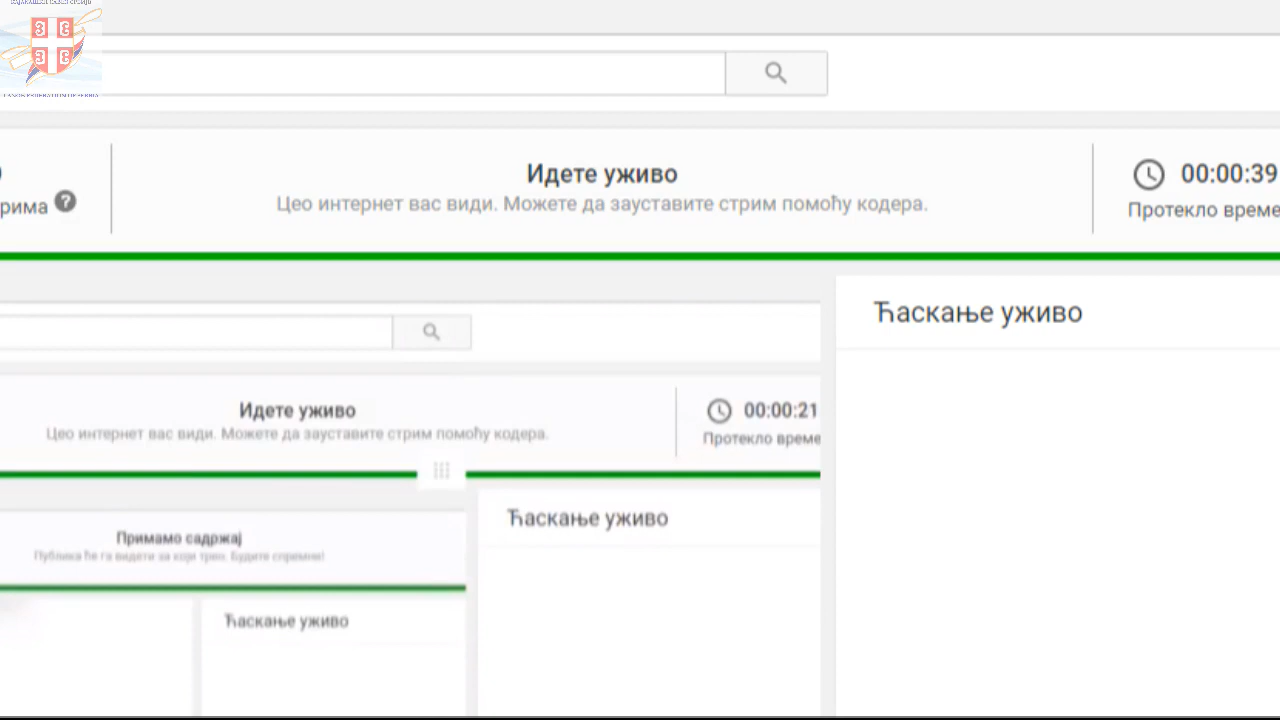 Идете уживо
Цео интернет вас види. Можете да зауставите стрим помоћу кодера.
00:00:39
рима
Протекло време
Ћаскање уживо
Идете уживо
Цео интернет вас види. Можете да зауставите стрим помоћу кодера.
00:00:21
Протекло време
Ћаскање уживо
Примамо садржај
Публика ће га видети за који трен. Будите спремни!
Ћаскање уживо